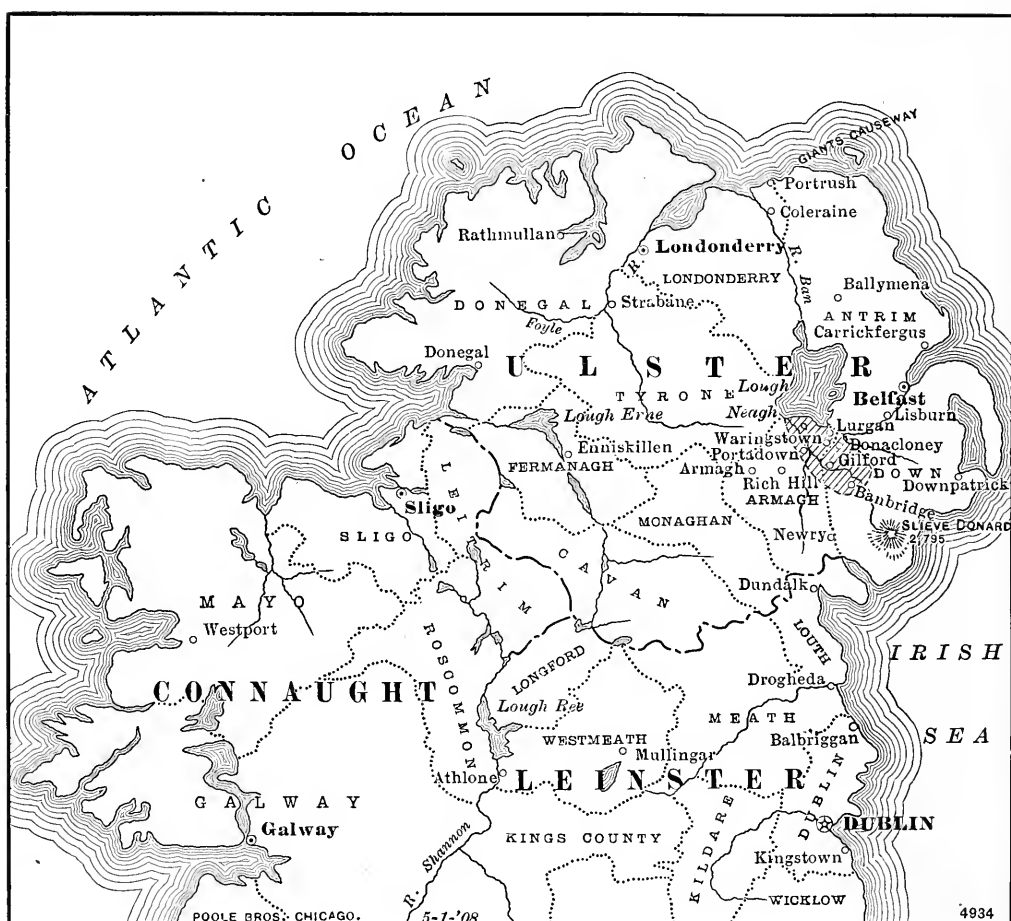 ATLANTIC OCEAN
GIANTS CAUSEWAY
Portrush
Coleraine
Rathmullan
Londonderry
R.
LONDONDERRY
R. Ban
Ballymena
DONEGAL
Strabane
ANTRIM
Foyle
Carrickfergus
Donegal
ULSTER
TYRONE
Lough
Neagh
Belfast
Lisburn
Lough Erne
Lurgan
Waringstown
Donacloney
Enniskillen
Portadown
Gilford
FERMANAGH
Armagh
DOWN
Rich Hill
Downpatrick
ARMAGH
Banbridge
LEITRIM
Sligo
MONAGHAN
SLIEVE DONARD
2,795
SLIGO
Newry
CAVAN
Dundalk
MAYO
Westport
ROSCOMMON
LONGFORD
LOUTH
IRISH
SEA
CONNAUGHT
Drogheda
Lough Ree
MEATH
WESTMEATH
Balbriggan
Mullingar
Athlone
LEINSTER
GALWAY
DUBLIN
Galway
KINGS COUNTY
KILDARE
DUBLIN
R. Shannon
Kingstown
WICKLOW
POOLE BROS. CHICAGO.
5-1-'08
4934